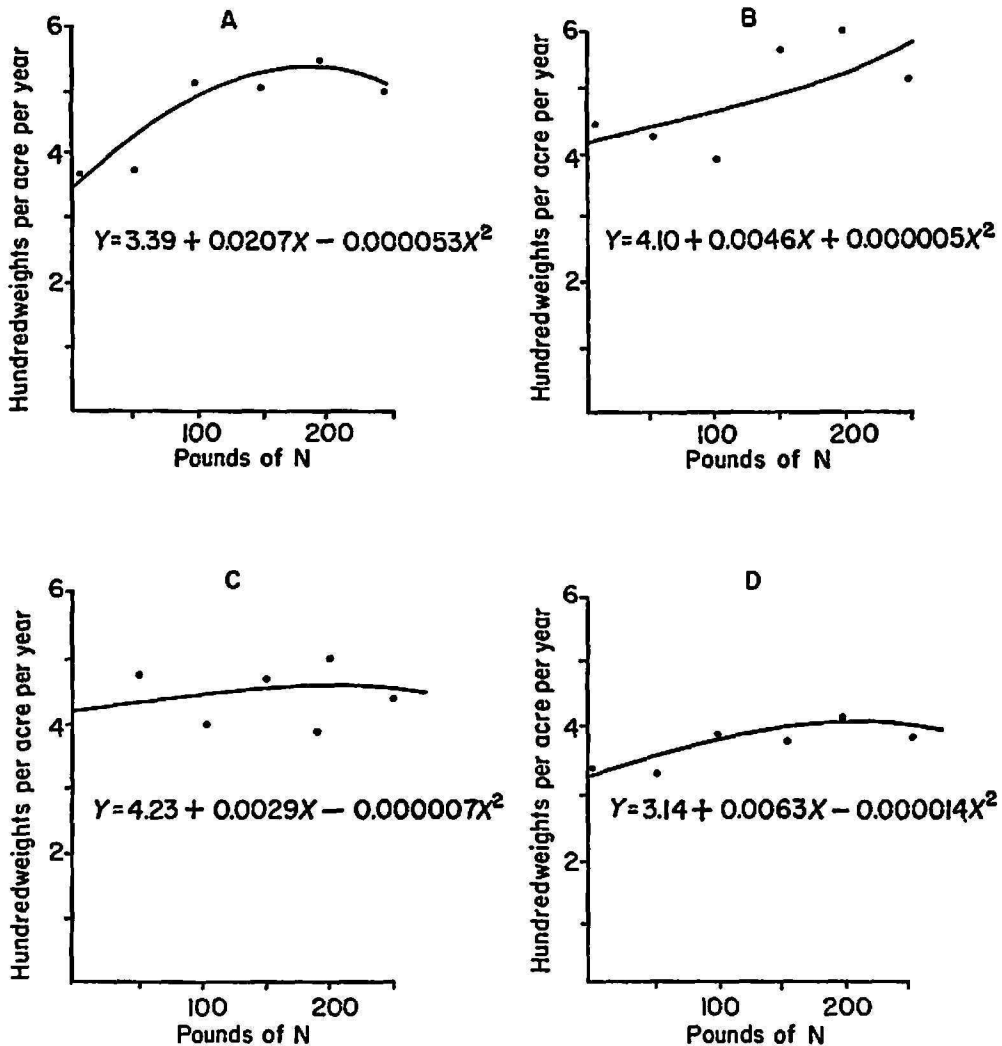 A
6
4
2
Hundredweights per acre per year
Y=3.39 + 0.0207X − 0.000053X²
100
200
Pounds of N
B
6
4
2
Hundredweights per acre per year
Y=4.10 + 0.0046X + 0.000005X²
100
200
Pounds of N
C
6
4
2
Hundredweights per acre per year
Y=4.23 + 0.0029X − 0.000007X²
100
200
Pounds of N
D
6
4
2
Hundredweights per acre per year
Y=3.14 + 0.0063X − 0.000014X²
100
200
Pounds of N